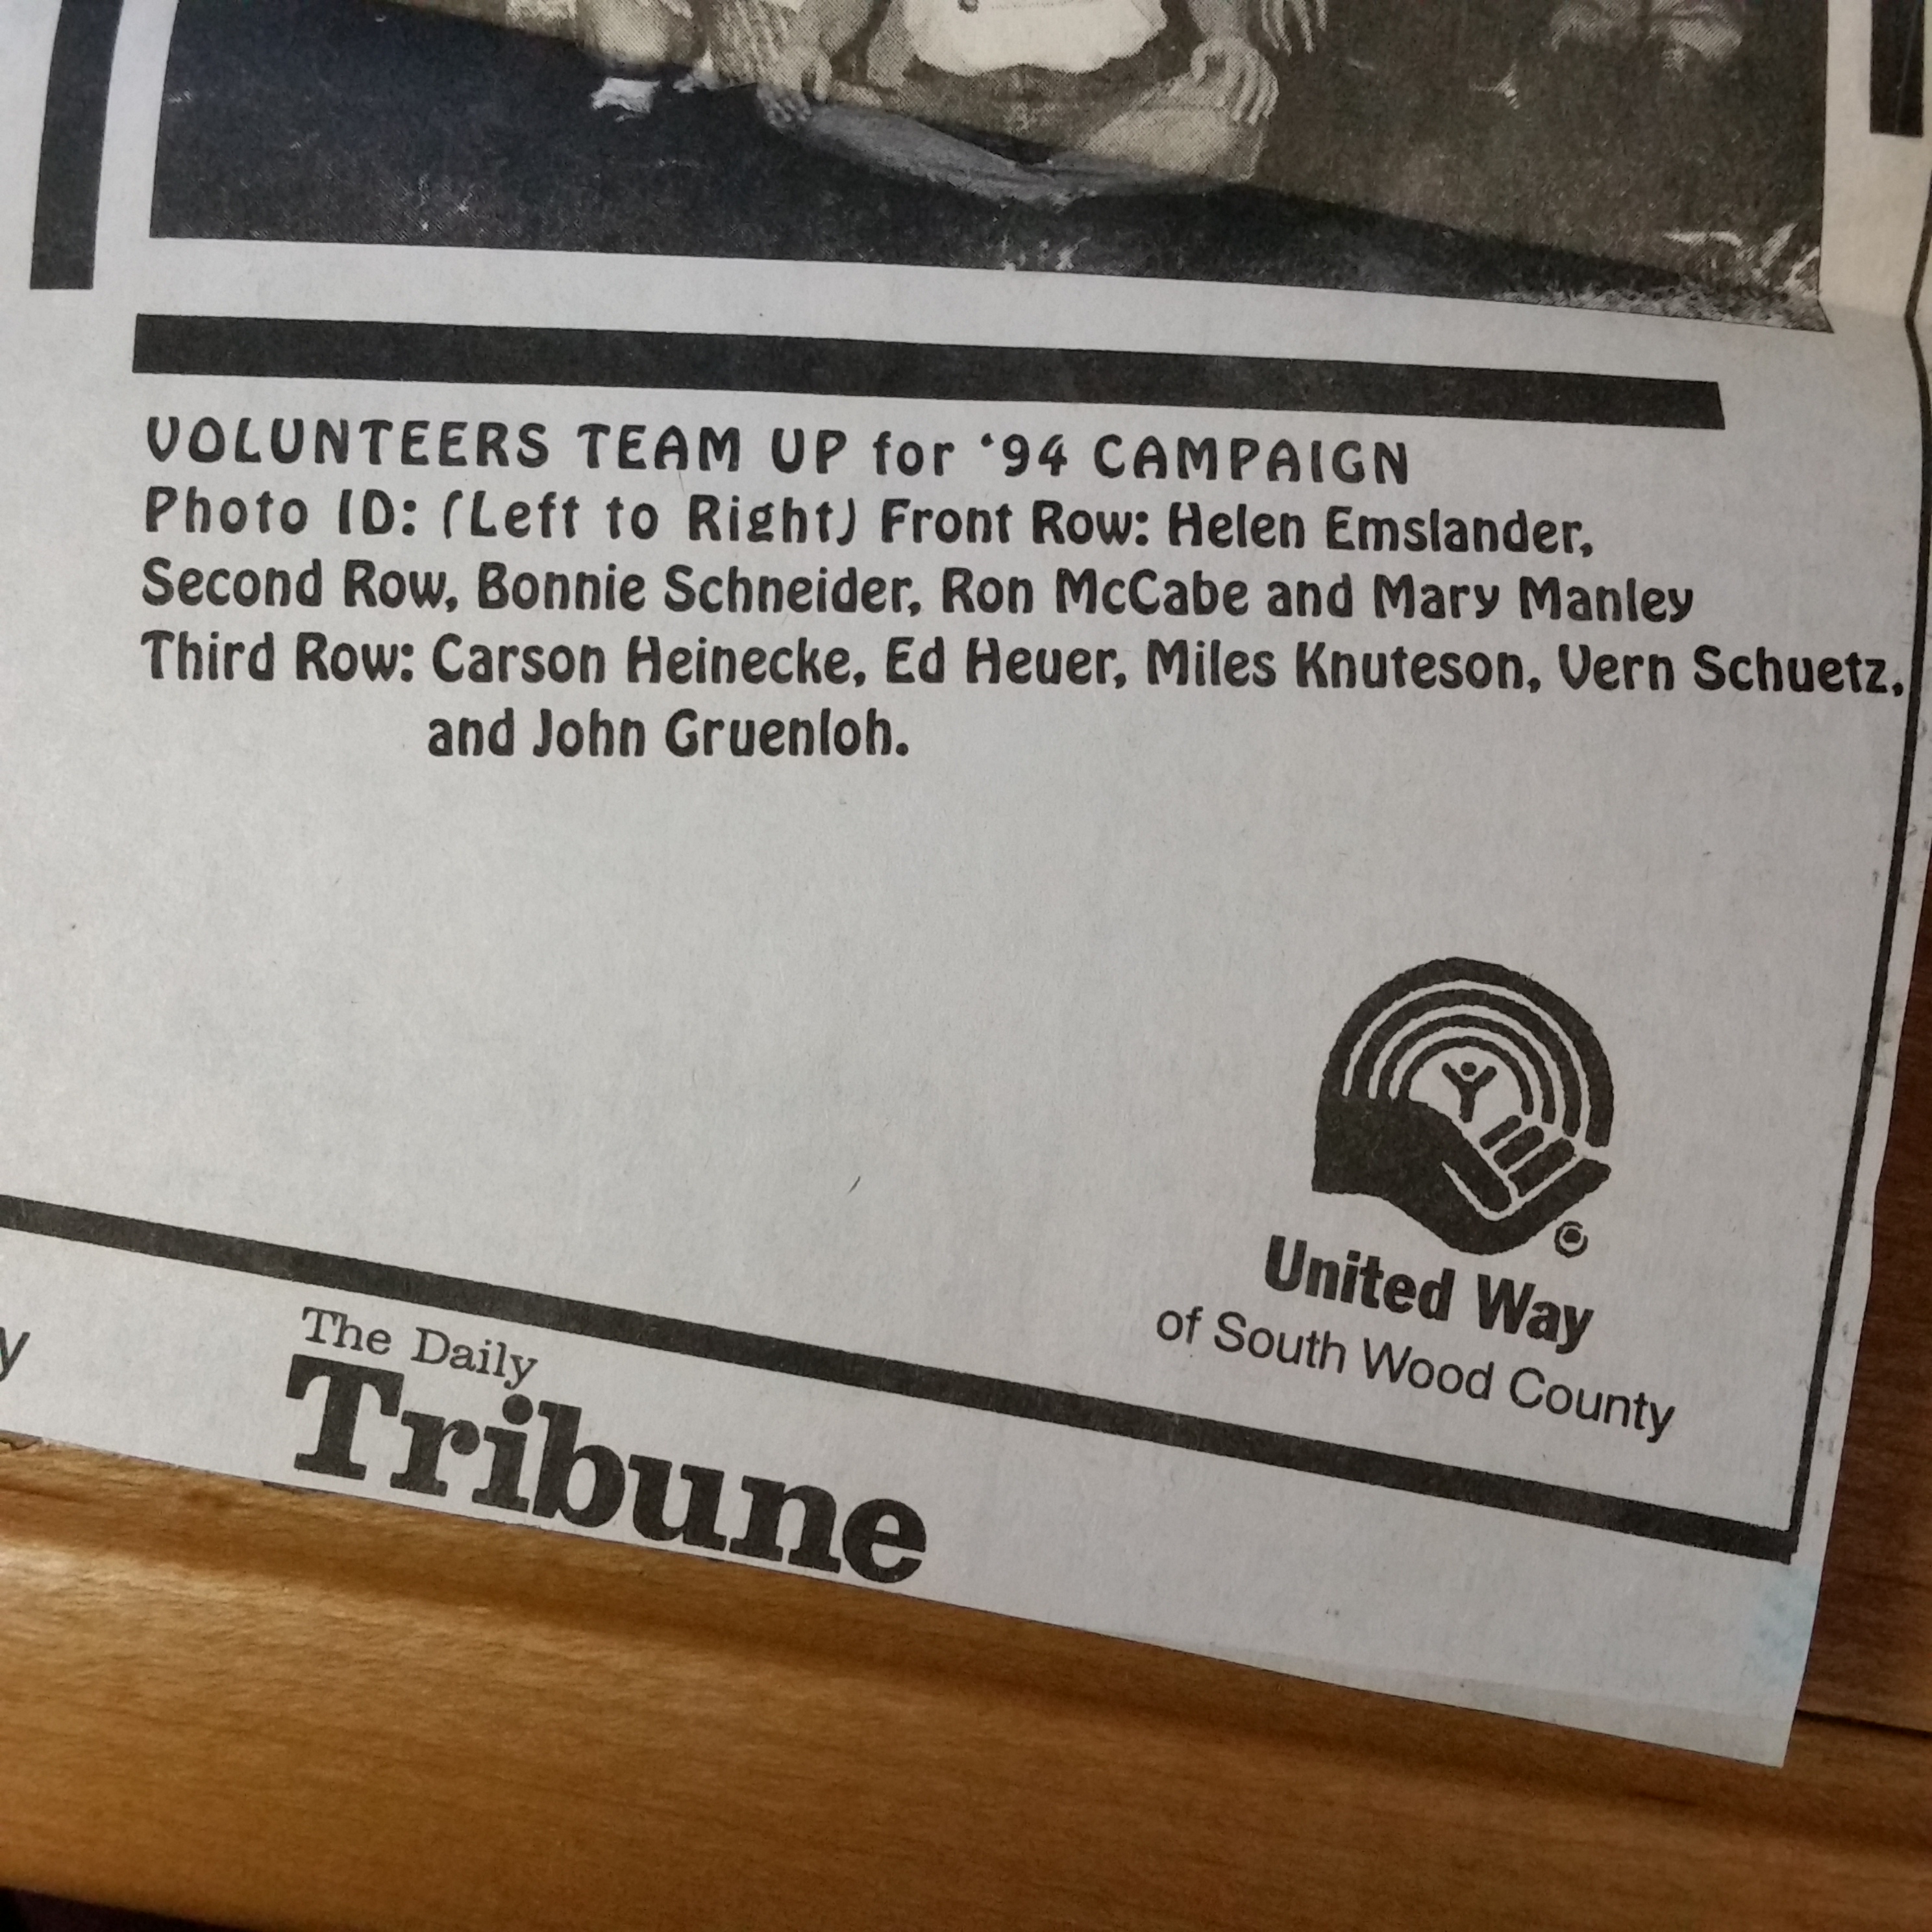 VOLUNTEERS TEAM UP for ‘94 CAMPAIGN
Photo ID: (Left to Right) Front Row: Helen Emslander,
Second Row, Bonnie Schneider, Ron McCabe and Mary Manley
Third Row: Carson Heinecke, Ed Heuer, Miles Knuteson, Vern Schuetz,
and John Gruenloh.
®
United Way
of South Wood County
y
The Daily
Tribune